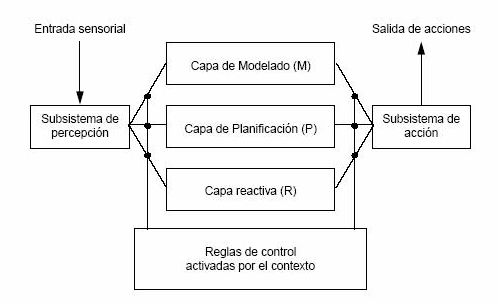 Entrada sensorial
Salida de acciones
Capa de Modelado (M)
Subsistema de
percepción
Capa de Planificación (P)
Subsistema de
acción
Capa reactiva (R)
Reglas de control
activadas por el contexto